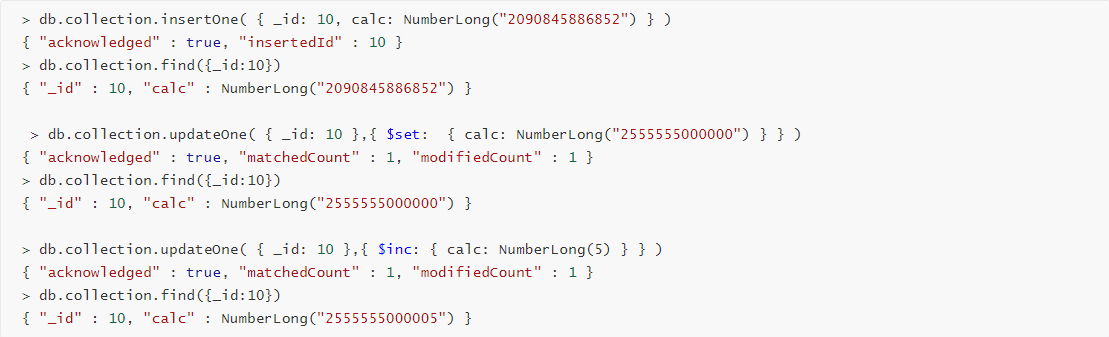 > db.collection.insertOne( { _id: 10, calc: NumberLong("2090845886852") } )
{ "acknowledged" : true, "insertedId" : 10 }
> db.collection.find({_id:10})
{ "_id" : 10, "calc" : NumberLong("2090845886852") }
> db.collection.updateOne( { _id: 10 },{ $set:  { calc: NumberLong("2555555000000") } } )
{ "acknowledged" : true, "matchedCount" : 1, "modifiedCount" : 1 }
> db.collection.find({_id:10})
{ "_id" : 10, "calc" : NumberLong("2555555000000") }
> db.collection.updateOne( { _id: 10 },{ $inc: { calc: NumberLong(5) } } )
{ "acknowledged" : true, "matchedCount" : 1, "modifiedCount" : 1 }
> db.collection.find({_id:10})
{ "_id" : 10, "calc" : NumberLong("2555555000005") }